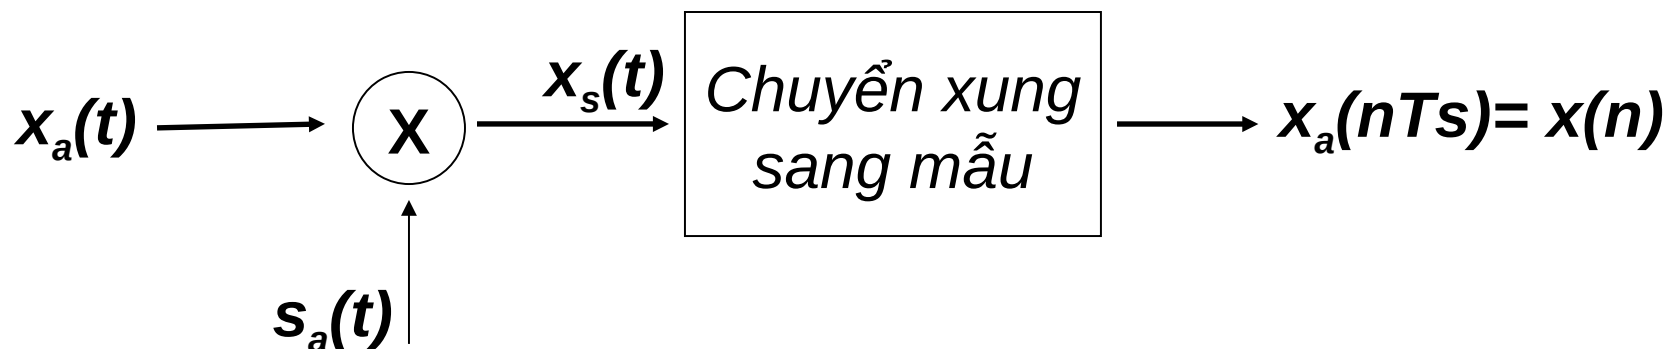 xa(t)
X
xs(t)
Chuyển xung
sang mẫu
xa(nTs)= x(n)
sa(t)